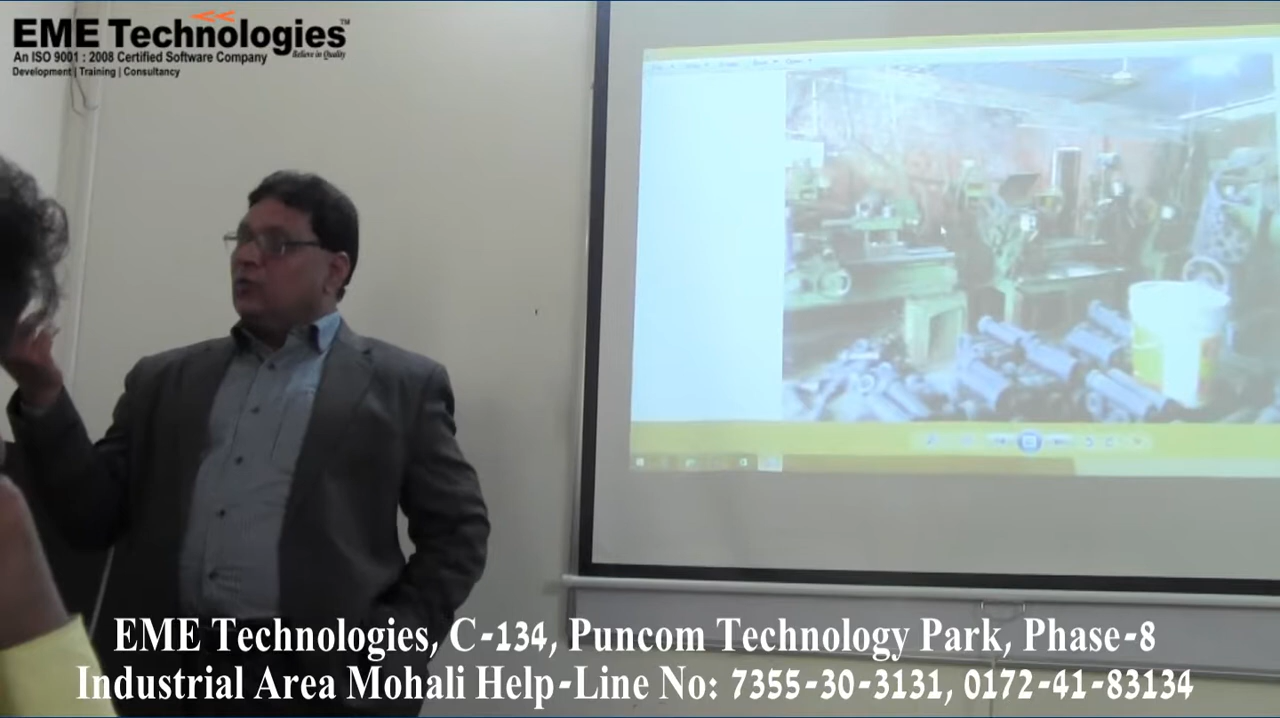 EME Technologies™
An ISO 9001 : 2008 Certified Software Company
Believe in Quality
Development | Training | Consultancy
EME Technologies, C-134, Puncom Technology Park, Phase-8
Industrial Area Mohali Help-Line No: 7355-30-3131, 0172-41-83134